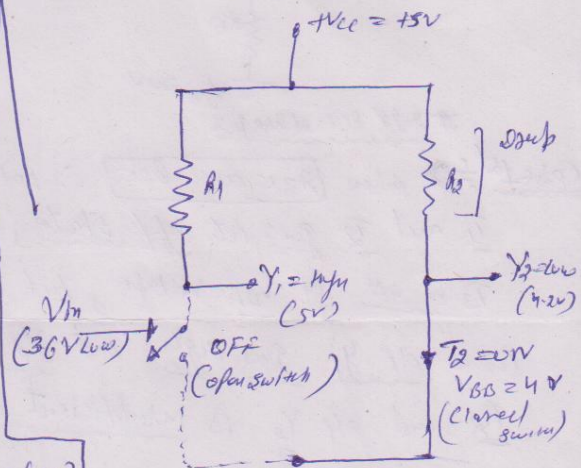 +Vcc = +5V
R1
R2
Drop
Y1 = High
(5V)
Y2 = low
(4.2V)
Vin
(3.6V Low)
OFF
(open switch)
T2 = ON
VBB = 4V
(Closed
switch)